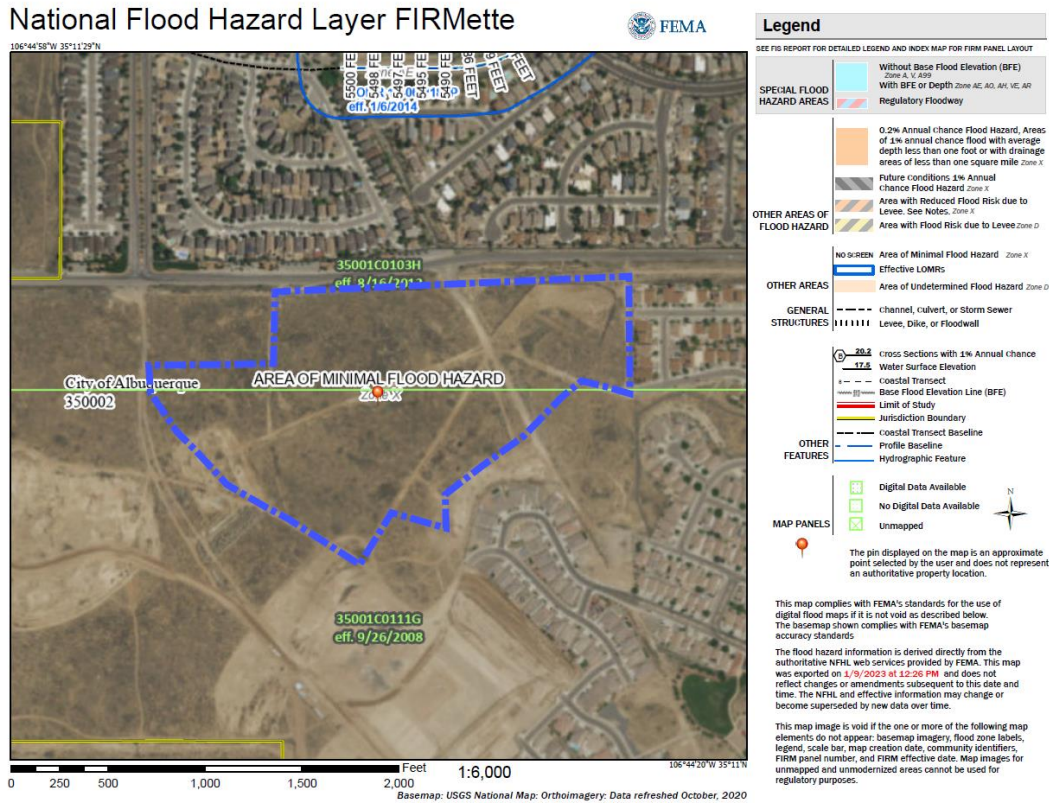 National Flood Hazard Layer FIRMette
FEMA
Legend
106°44'58"W 35°11'29"N
SEE FIS REPORT FOR DETAILED LEGEND AND INDEX MAP FOR FIRM PANEL LAYOUT
SPECIAL FLOOD
HAZARD AREAS
Without Base Flood Elevation (BFE)
Zone A, V, A99
With BFE or Depth Zone AE, AO, AH, VE, AR
Regulatory Floodway
OTHER AREAS OF
FLOOD HAZARD
0.2% Annual Chance Flood Hazard, Areas
of 1% annual chance flood with average
depth less than one foot or with drainage
areas of less than one square mile Zone X
Future Conditions 1% Annual
Chance Flood Hazard Zone X
Area with Reduced Flood Risk due to
Levee. See Notes. Zone X
Area with Flood Risk due to Levee Zone D
OTHER AREAS
NO SCREEN Area of Minimal Flood Hazard Zone X
Effective LOMRs
Area of Undetermined Flood Hazard Zone D
GENERAL
STRUCTURES
Channel, Culvert, or Storm Sewer
Levee, Dike, or Floodwall
B 20.2 Cross Sections with 1% Annual Chance
17.5 Water Surface Elevation
Coastal Transect
Base Flood Elevation Line (BFE)
Limit of Study
Jurisdiction Boundary
OTHER
FEATURES
Coastal Transect Baseline
Profile Baseline
Hydrographic Feature
MAP PANELS
Digital Data Available
No Digital Data Available
Unmapped
N
The pin displayed on the map is an approximate
point selected by the user and does not represent
an authoritative property location.
This map complies with FEMA's standards for the use of
digital flood maps if it is not void as described below.
The basemap shown complies with FEMA's basemap
accuracy standards
The flood hazard information is derived directly from the
authoritative NFHL web services provided by FEMA. This map
was exported on 1/9/2023 at 12:26 PM and does not
reflect changes or amendments subsequent to this date and
time. The NFHL and effective information may change or
become superseded by new data over time.
This map image is void if the one or more of the following map
elements do not appear: basemap imagery, flood zone labels,
legend, scale bar, map creation date, community identifiers,
FIRM panel number, and FIRM effective date. Map images for
unmapped and unmodernized areas cannot be used for
regulatory purposes.
5500 FE
5498 FE
5497 FE
5495 FE
5490 FE
FEET
eff. 1/6/2014
35001C0103H
eff. 8/16/2012
City of Albuquerque
350002
AREA OF MINIMAL FLOOD HAZARD
Zone X
35001C0111G
eff. 9/26/2008
0 250 500 1,000 1,500 2,000
Feet
1:6,000
106°44'20"W 35°11'N
Basemap: USGS National Map: Orthoimagery: Data refreshed October, 2020